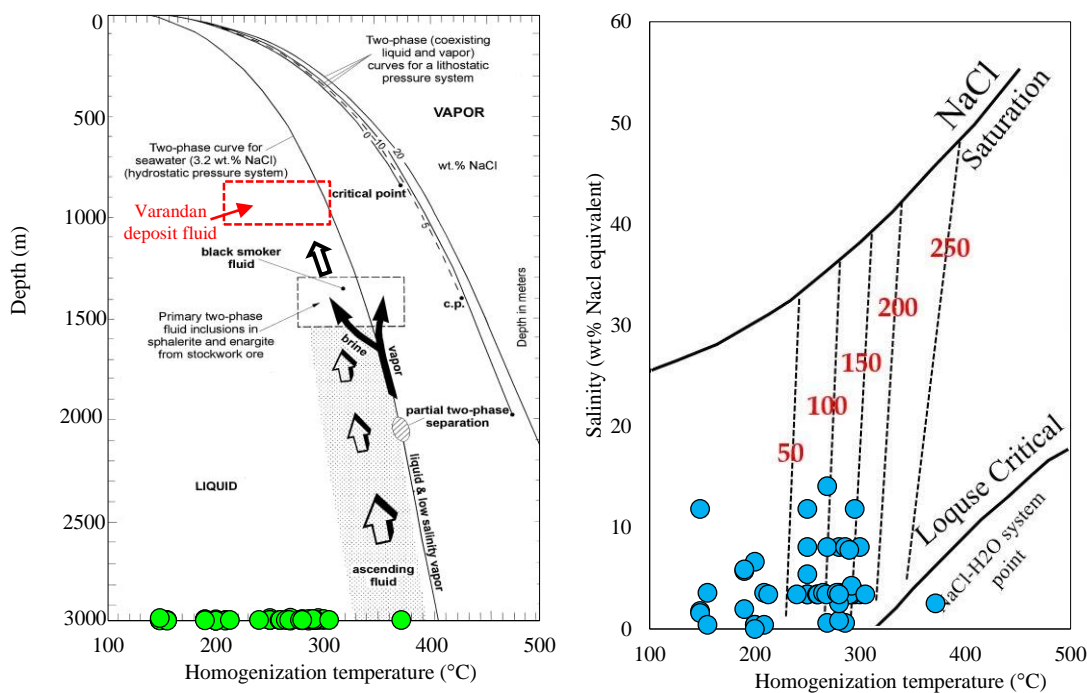 0
500
1000
1500
2000
2500
3000
Depth (m)
100
200
300
400
500
Homogenization temperature (°C)
Two-phase (coexisting
liquid and vapor)
curves for a lithostatic
pressure system
VAPOR
wt.% NaCl
0
10
20
5
Two-phase curve for
seawater (3.2 wt.% NaCl)
(hydrostatic pressure system)
critical point
Varandan
deposit fluid
black smoker
fluid
c.p.
Depth in meters
Primary two-phase
fluid inclusions in
sphalerite and enargite
from stockwork ore
brine
vapor
partial two-phase
separation
LIQUID
liquid & low salinity vapor
ascending
fluid
60
50
40
30
20
10
0
Salinity (wt% Nacl equivalent)
100
200
300
400
500
Homogenization temperature (°C)
NaCl
Saturation
250
200
150
100
50
Loquse Critical
NaCl-H2O system
point